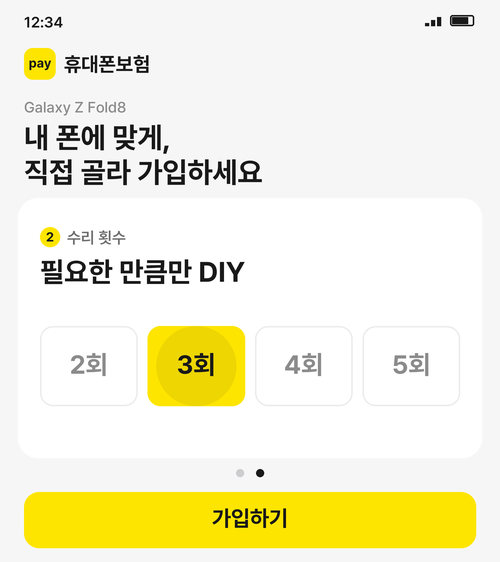 12:34
pay 휴대폰보험
Galaxy Z Fold8
내 폰에 맞게,
직접 골라 가입하세요
2 수리 횟수
필요한 만큼만 DIY
2회 3회 4회 5회
가입하기